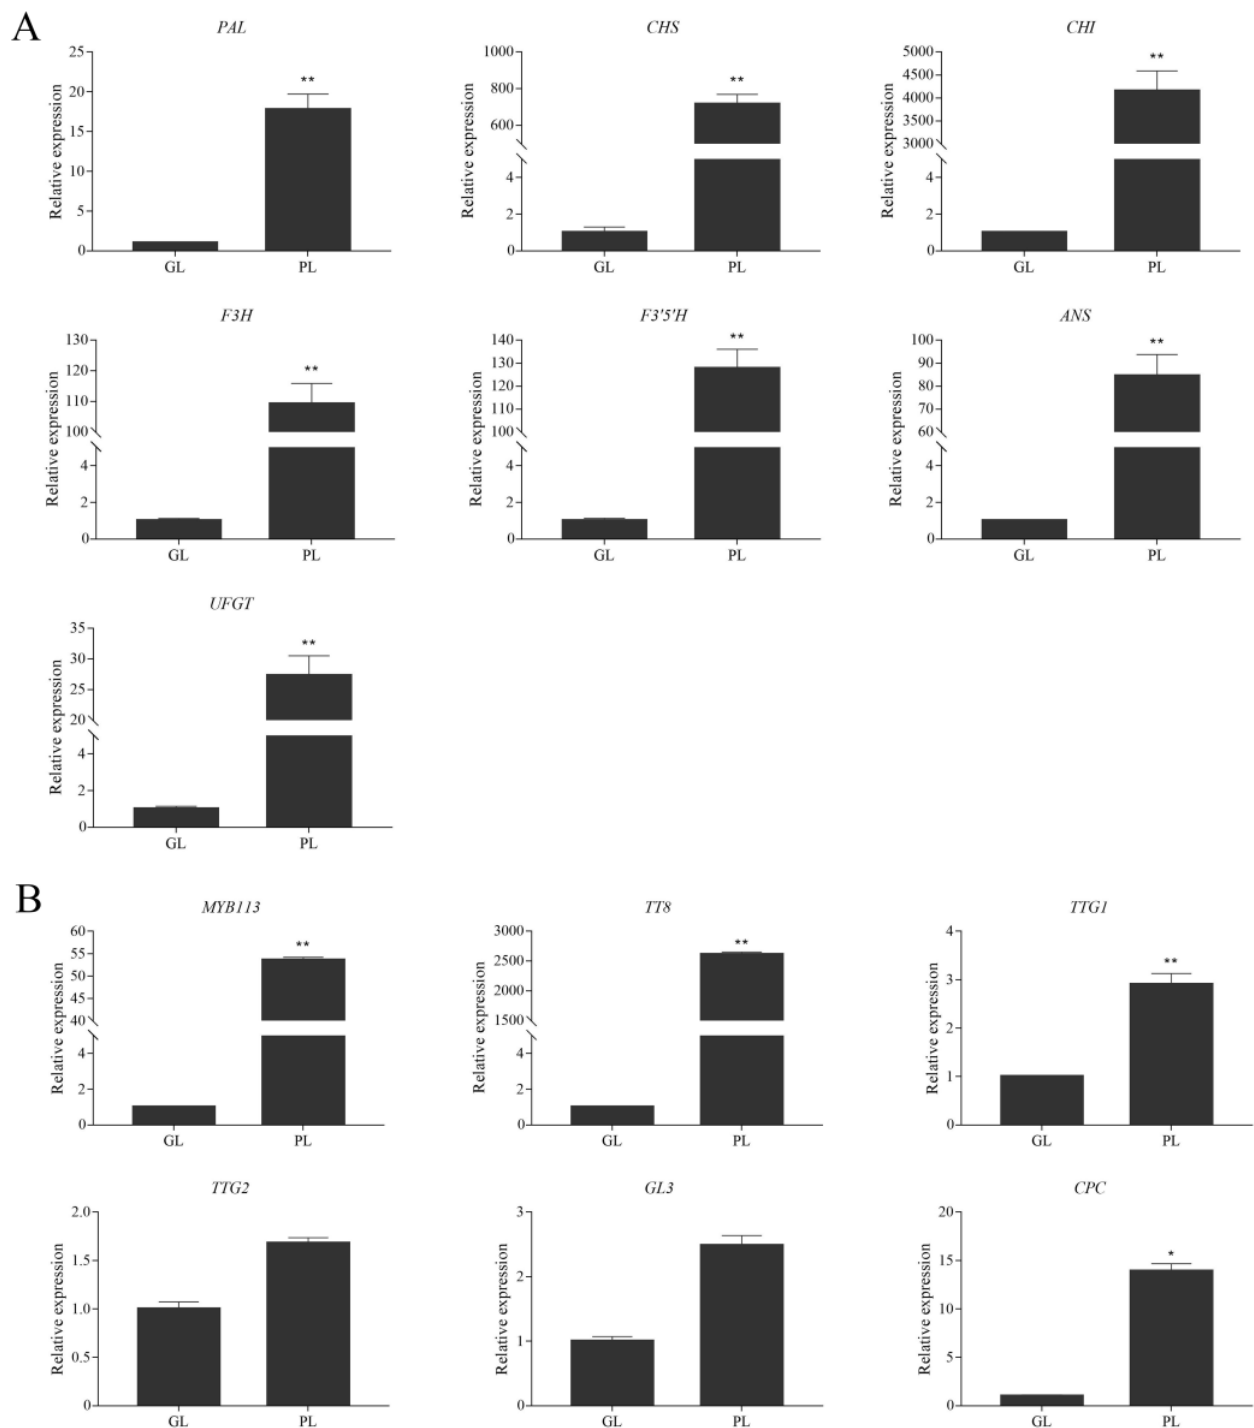 A
PAL
Relative expression
25
20
15
10
5
0
**
GL PL
CHS
Relative expression
1000
800
600
4
2
0
**
GL PL
CHI
Relative expression
5000
4500
4000
3500
3000
4
2
0
**
GL PL
F3H
Relative expression
130
120
110
100
4
2
0
**
GL PL
F3'5'H
Relative expression
140
130
120
110
100
4
2
0
**
GL PL
ANS
Relative expression
100
90
80
70
60
4
2
0
**
GL PL
UFGT
Relative expression
35
30
25
20
4
2
0
**
GL PL
B
MYB113
Relative expression
60
55
50
45
40
4
2
0
**
GL PL
TT8
Relative expression
3000
2500
2000
1500
4
2
0
**
GL PL
TTG1
Relative expression
4
3
2
1
0
**
GL PL
TTG2
Relative expression
2.0
1.5
1.0
0.5
0.0
GL PL
GL3
Relative expression
3
2
1
0
GL PL
CPC
Relative expression
20
15
10
5
0
*
GL PL